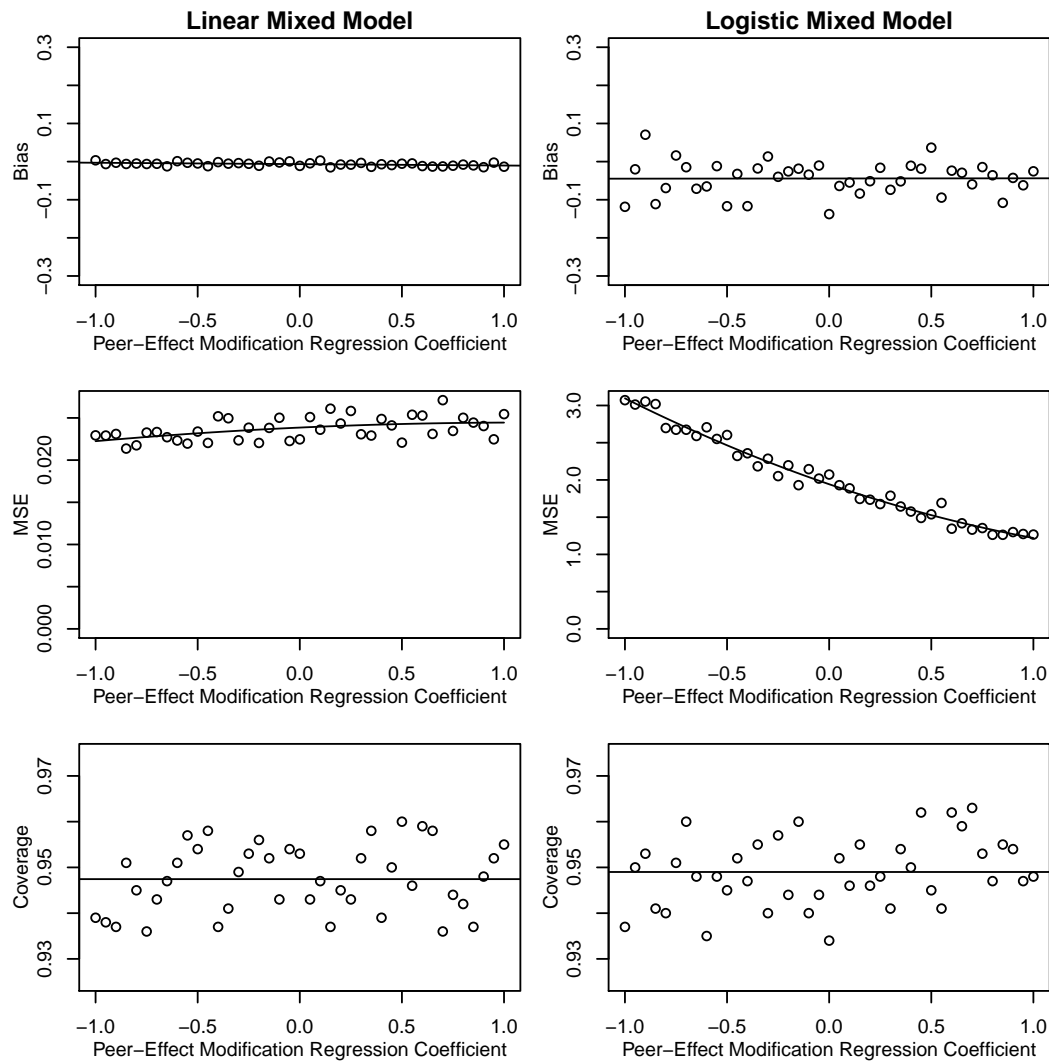 Linear Mixed Model
Logistic Mixed Model
Bias
0.3
0.1
−0.1
−0.3
−1.0 −0.5 0.0 0.5 1.0
Peer−Effect Modification Regression Coefficient
Bias
0.3
0.1
−0.1
−0.3
−1.0 −0.5 0.0 0.5 1.0
Peer−Effect Modification Regression Coefficient
MSE
0.020
0.010
0.000
−1.0 −0.5 0.0 0.5 1.0
Peer−Effect Modification Regression Coefficient
MSE
3.0
2.0
1.0
0.0
−1.0 −0.5 0.0 0.5 1.0
Peer−Effect Modification Regression Coefficient
Coverage
0.97
0.95
0.93
−1.0 −0.5 0.0 0.5 1.0
Peer−Effect Modification Regression Coefficient
Coverage
0.97
0.95
0.93
−1.0 −0.5 0.0 0.5 1.0
Peer−Effect Modification Regression Coefficient